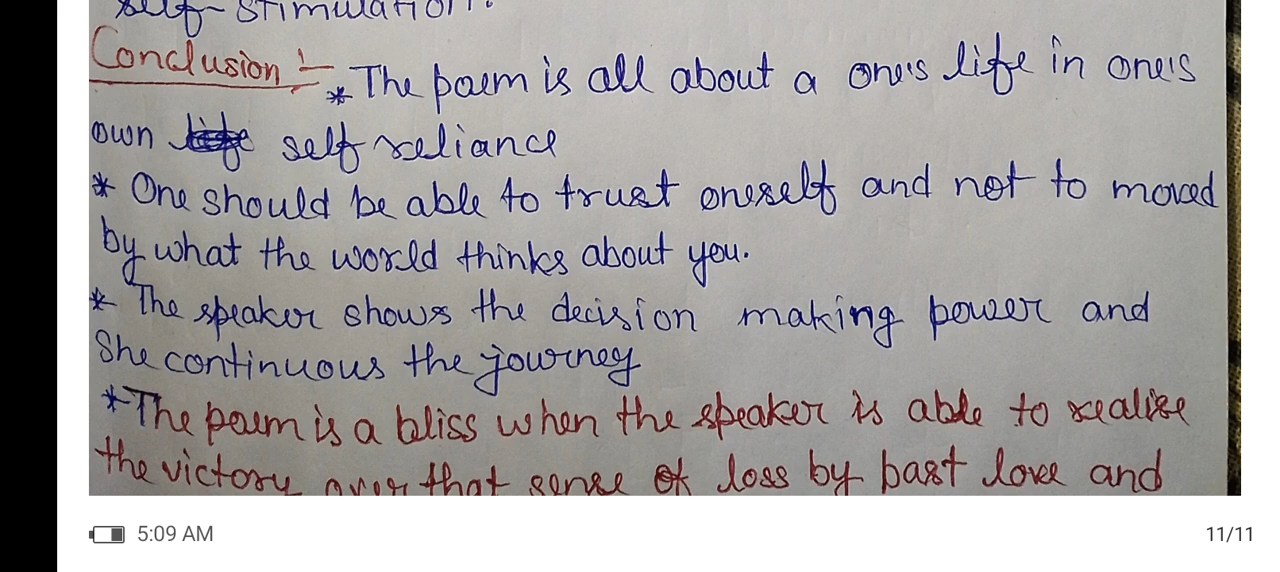 self-stimulation.
Conclusion :- * The poem is all about a one's life in one's
own life self reliance
* One should be able to trust oneself and not to moved
by what the world thinks about you.
* The speaker shows the decision making power and
She continuous the journey
* The poem is a bliss when the speaker is able to realise
the victory over that sense of loss by past love and
5:09 AM
11/11